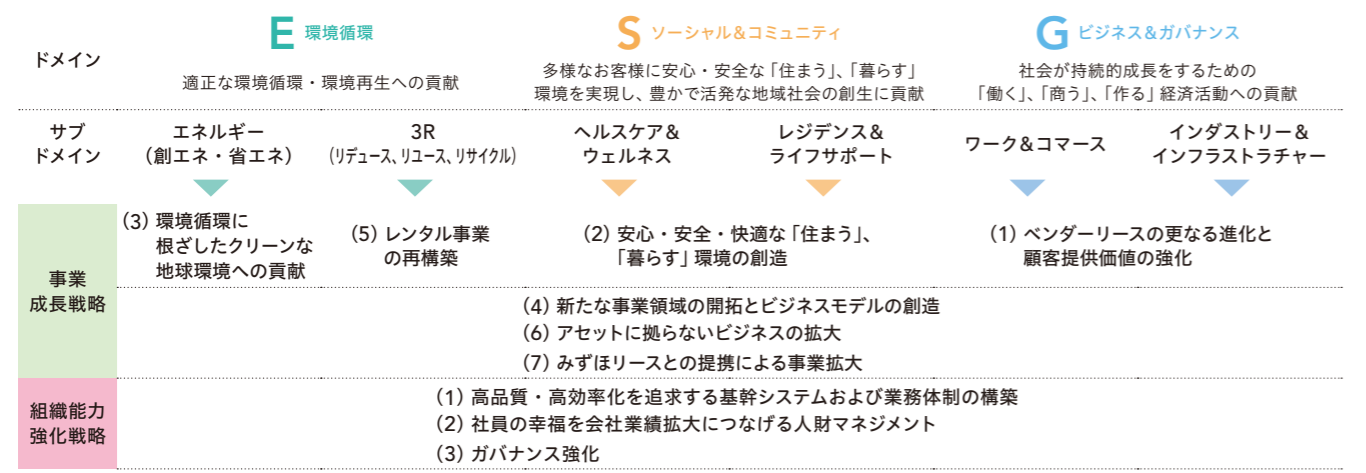 ドメイン
E 環境循環
適正な環境循環・環境再生への貢献
S ソーシャル&コミュニティ
多様なお客様に安心・安全な「住まう」、「暮らす」
環境を実現し、豊かで活発な地域社会の創生に貢献
G ビジネス&ガバナンス
社会が持続的成長をするための
「働く」、「商う」、「作る」経済活動への貢献
サブ
ドメイン
エネルギー
(創エネ・省エネ)
3R
(リデュース、リユース、リサイクル)
ヘルスケア&
ウェルネス
レジデンス&
ライフサポート
ワーク&コマース
インダストリー&
インフラストラチャー
事業
成長戦略
(3) 環境循環に
根ざしたクリーンな
地球環境への貢献
(5) レンタル事業
の再構築
(2) 安心・安全・快適な「住まう」、
「暮らす」環境の創造
(1) ベンダーリースの更なる進化と
顧客提供価値の強化
(4) 新たな事業領域の開拓とビジネスモデルの創造
(6) アセットに拠らないビジネスの拡大
(7) みずほリースとの提携による事業拡大
組織能力
強化戦略
(1) 高品質・高効率化を追求する基幹システムおよび業務体制の構築
(2) 社員の幸福を会社業績拡大につなげる人財マネジメント
(3) ガバナンス強化